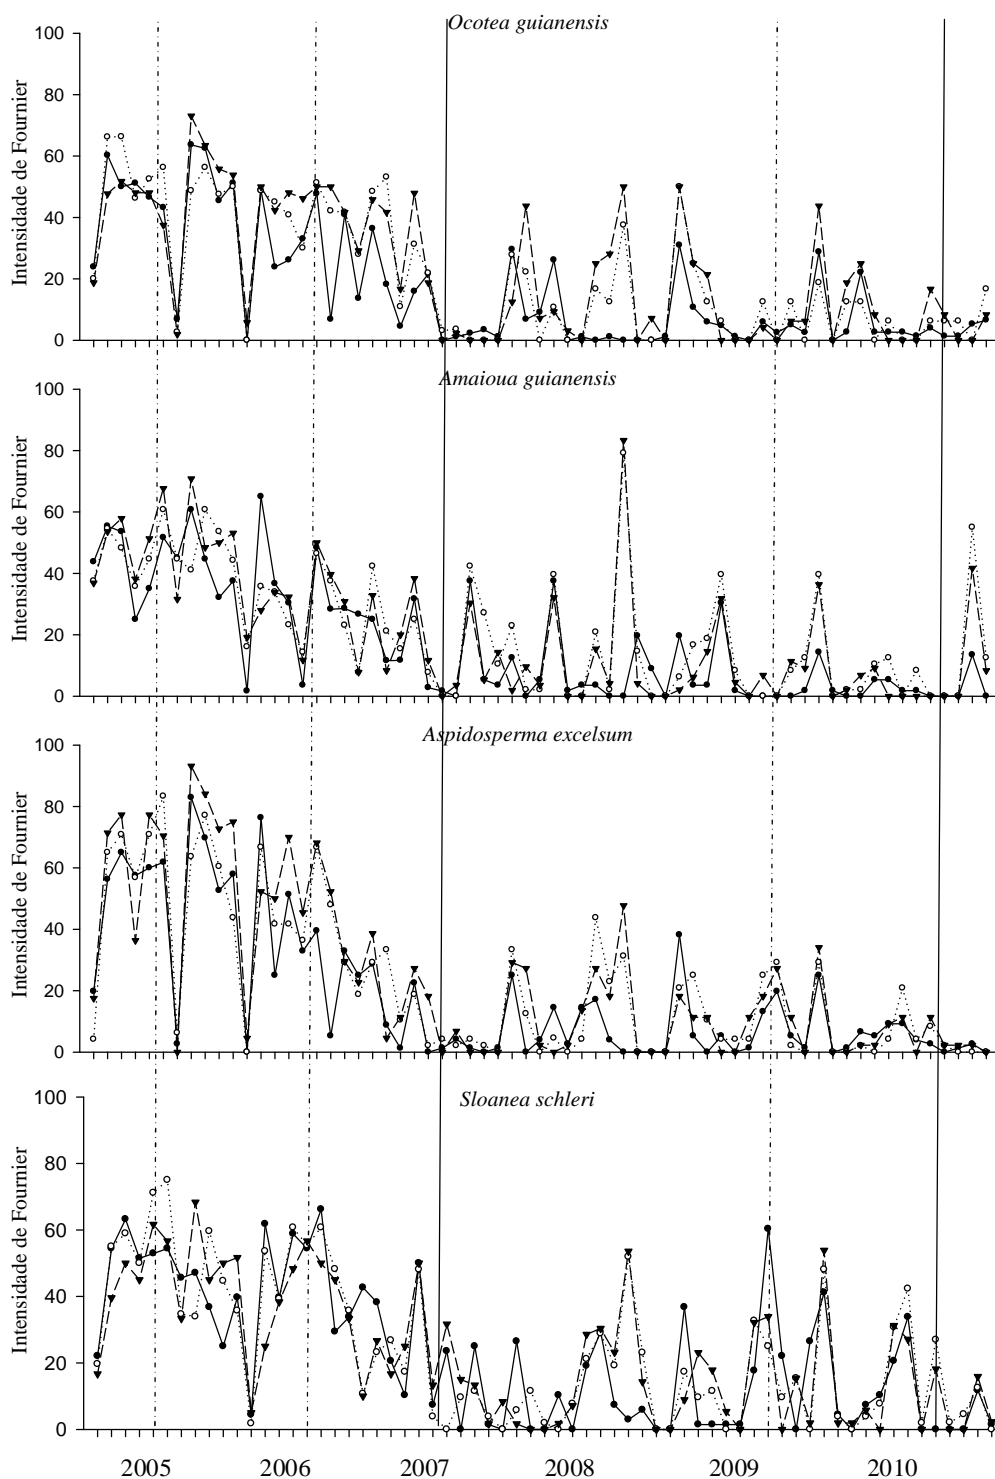 Ocotea guianensis
Intensidade de Fournier
100
80
60
40
20
0
Amaioua guianensis
Intensidade de Fournier
100
80
60
40
20
0
Aspidosperma excelsum
Intensidade de Fournier
100
80
60
40
20
0
Sloanea schleri
Intensidade de Fournier
100
80
60
40
20
0
2005 2006 2007 2008 2009 2010